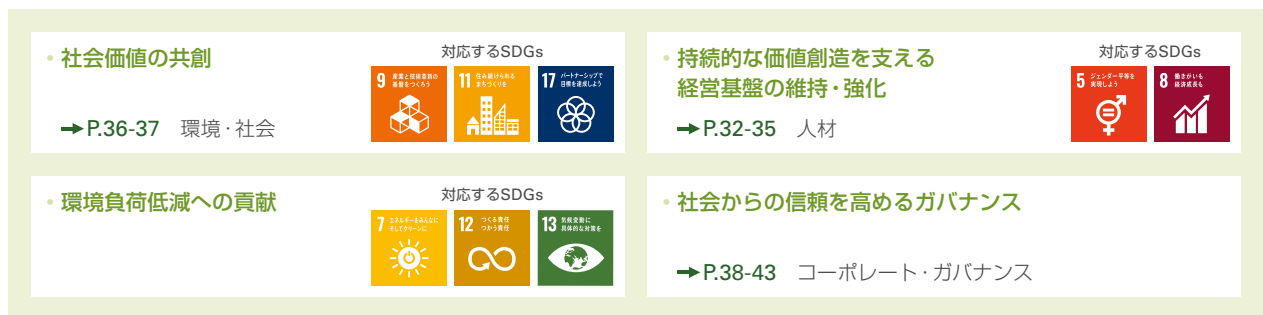 ・社会価値の共創
→P.36-37 環境・社会
対応するSDGs
9 産業と技術革新の
基盤をつくろう
11 住み続けられる
まちづくりを
17 パートナーシップで
目標を達成しよう
・持続的な価値創造を支える
経営基盤の維持・強化
→P.32-35 人材
対応するSDGs
5 ジェンダー平等を
実現しよう
8 働きがいも
経済成長も
・環境負荷低減への貢献
対応するSDGs
7 エネルギーをみんなに
そしてクリーンに
12 つくる責任
つかう責任
13 気候変動に
具体的な対策を
・社会からの信頼を高めるガバナンス
→P.38-43 コーポレート・ガバナンス